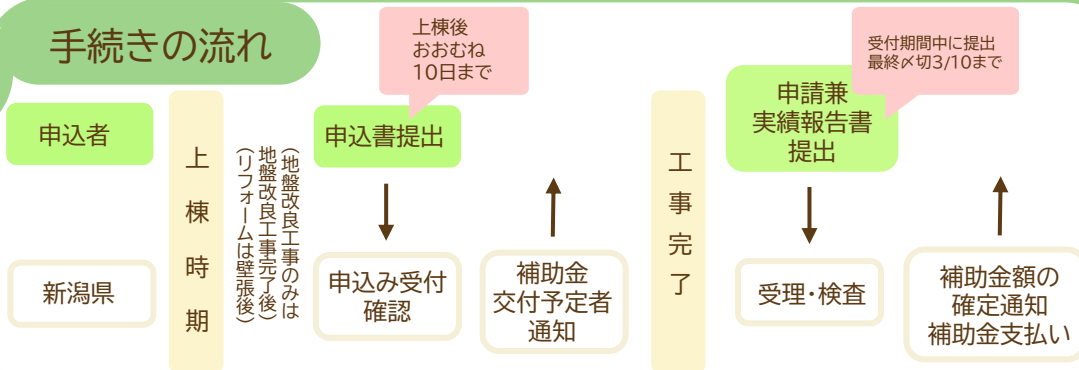 手続きの流れ
上棟後
おおむね
10日まで
受付期間中に提出
最終〆切3/10まで
申込者
上棟時期
(地盤改良工事のみは
地盤改良工事完了後)
(リフォームは壁張後)
申込書提出
工事完了
申請兼
実績報告書
提出
新潟県
申込み受付
確認
補助金
交付予定者
通知
受理・検査
補助金額の
確定通知
補助金支払い